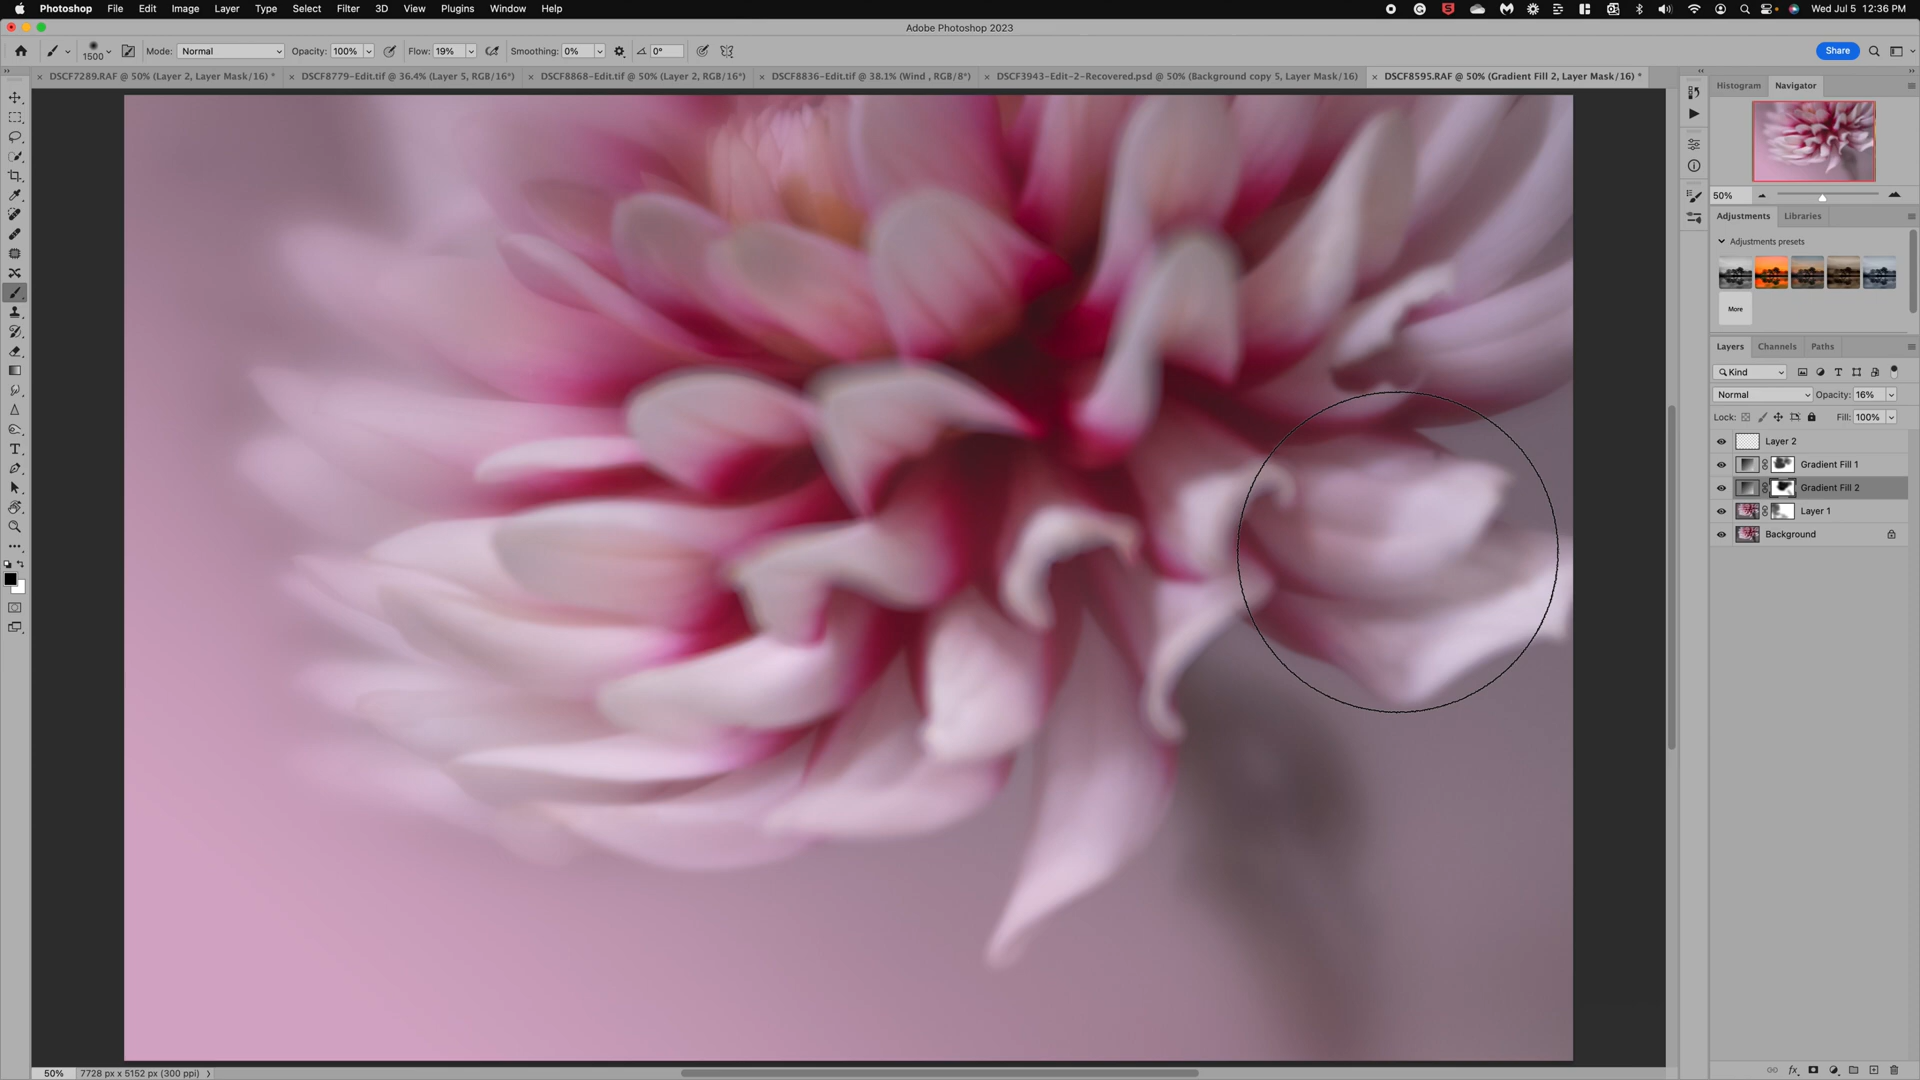 Photoshop File Edit Image Layer Type Select Filter 3D View Plugins Window Help Wed Jul 5 12:36 PM
Adobe Photoshop 2023
1500 Mode: Normal Opacity: 100% Flow: 19% Smoothing: 0% 0° Share
DSCF7289.RAF @ 50% (Layer 2, Layer Mask/16) * DSCF8779-Edit.tif @ 36.4% (Layer 5, RGB/16*) DSCF8868-Edit.tif @ 50% (Layer 2, RGB/16*) DSCF8836-Edit.tif @ 38.1% (Wind , RGB/8*) DSCF3943-Edit-2-Recovered.psd @ 50% (Background copy 5, Layer Mask/16) DSCF8595.RAF @ 50% (Gradient Fill 2, Layer Mask/16) *
Histogram Navigator
50%
Adjustments Libraries
Adjustments presets
More
Layers Channels Paths
Kind
Normal Opacity: 16%
Lock: Fill: 100%
Layer 2
Gradient Fill 1
Gradient Fill 2
Layer 1
Background
50% 7728 px x 5152 px (300 ppi)